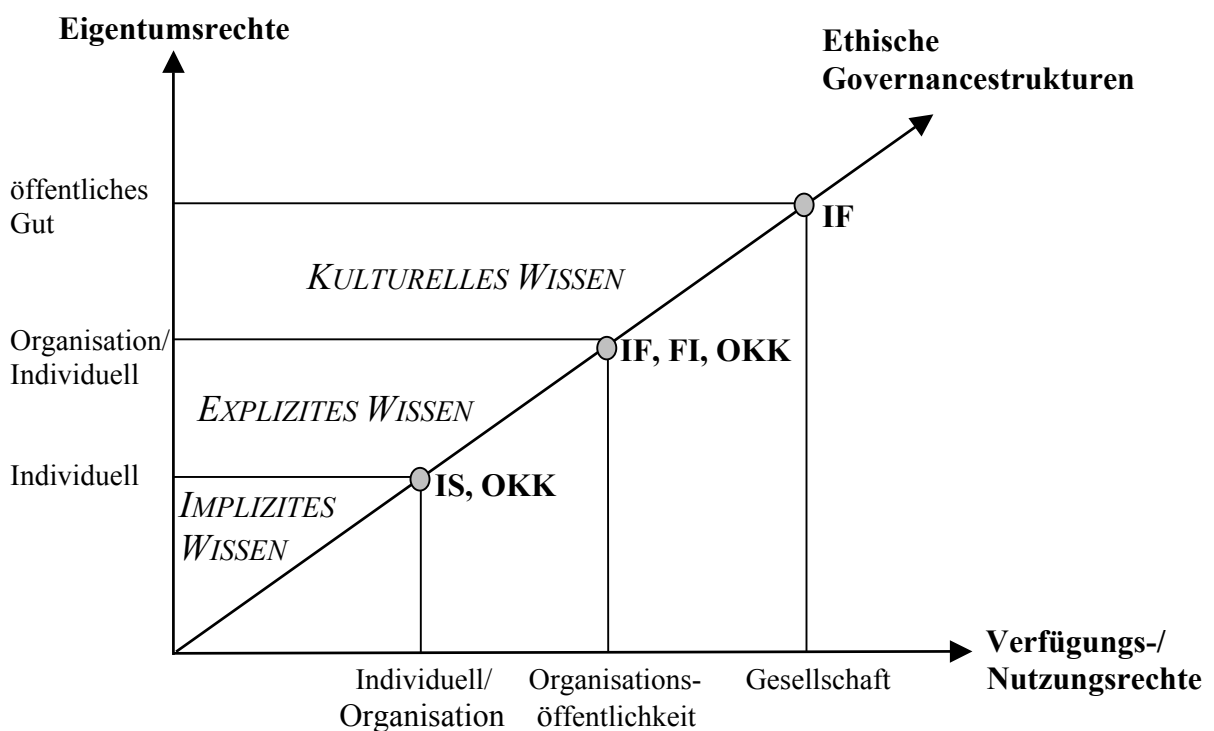 Eigentumsrechte
Ethische
Governancestrukturen
öffentliches
Gut
IF
KULTURELLES WISSEN
Organisation/
Individuell
IF, FI, OKK
EXPLIZITES WISSEN
Individuell
IS, OKK
IMPLIZITES
WISSEN
Verfügungs-/
Nutzungsrechte
Individuell/
Organisation
Organisations-
öffentlichkeit
Gesellschaft